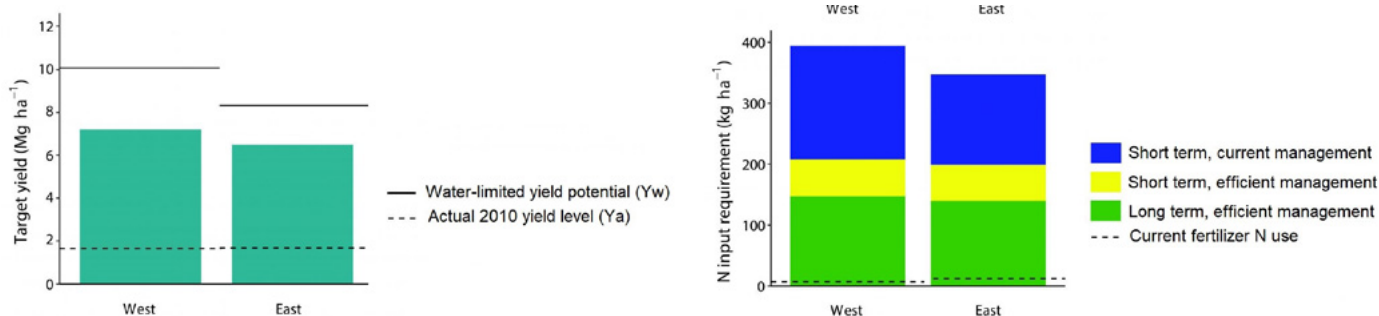 Target yield (Mg ha⁻¹)
12
10
8
6
4
2
0
West
East
Water-limited yield potential (Yw)
Actual 2010 yield level (Ya)
West
East
N input requirement (kg ha⁻¹)
400
300
200
100
0
West
East
Short term, current management
Short term, efficient management
Long term, efficient management
Current fertilizer N use